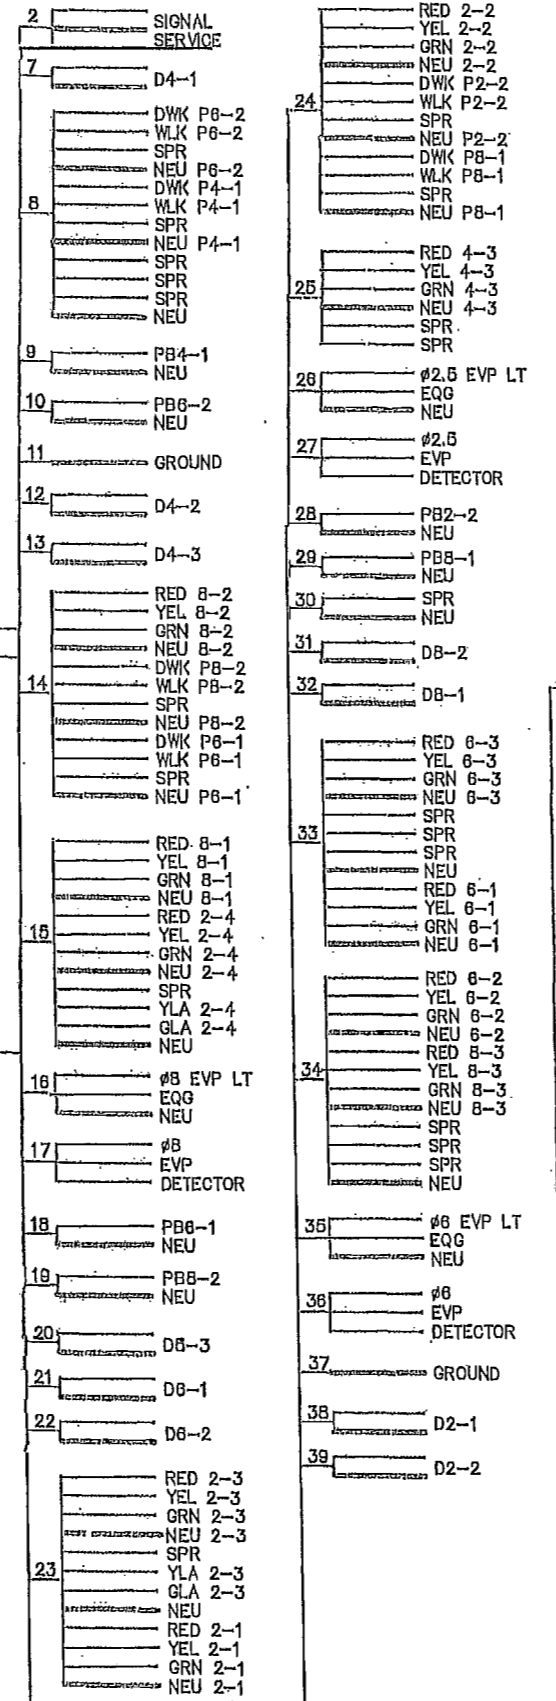 2
SIGNAL
SERVICE
7
D4-1
8
DWK P6-2
WLK P6-2
SPR
NEU P6-2
DWK P4-1
WLK P4-1
SPR
NEU P4-1
SPR
SPR
SPR
NEU
9
PB4-1
NEU
10
PB6-2
NEU
11
GROUND
12
D4-2
13
D4-3
14
RED 8-2
YEL 8-2
GRN 8-2
NEU 8-2
DWK P8-2
WLK P8-2
SPR
NEU P8-2
DWK P6-1
WLK P6-1
SPR
NEU P6-1
15
RED 8-1
YEL 8-1
GRN 8-1
NEU 8-1
RED 2-4
YEL 2-4
GRN 2-4
NEU 2-4
SPR
YLA 2-4
GLA 2-4
NEU
16
ø8 EVP LT
EQG
NEU
17
ø8
EVP
DETECTOR
18
PB6-1
NEU
19
PB8-2
NEU
20
D5-3
21
D6-1
22
D6-2
23
RED 2-3
YEL 2-3
GRN 2-3
NEU 2-3
SPR
YLA 2-3
GLA 2-3
NEU
RED 2-1
YEL 2-1
GRN 2-1
NEU 2-1
24
RED 2-2
YEL 2-2
GRN 2-2
NEU 2-2
DWK P2-2
WLK P2-2
SPR
NEU P2-2
DWK P8-1
WLK P8-1
SPR
NEU P8-1
25
RED 4-3
YEL 4-3
GRN 4-3
NEU 4-3
SPR
SPR
26
ø2.5 EVP LT
EQG
NEU
27
ø2.5
EVP
DETECTOR
28
PB2-2
NEU
29
PB8-1
NEU
30
SPR
NEU
31
D8-2
32
D8-1
33
RED 6-3
YEL 6-3
GRN 6-3
NEU 6-3
SPR
SPR
SPR
NEU
RED 6-1
YEL 6-1
GRN 6-1
NEU 6-1
34
RED 6-2
YEL 6-2
GRN 6-2
NEU 6-2
RED 8-3
YEL 8-3
GRN 8-3
NEU 8-3
SPR
SPR
SPR
NEU
35
ø6 EVP LT
EQG
NEU
36
ø6
EVP
DETECTOR
37
GROUND
38
D2-1
39
D2-2